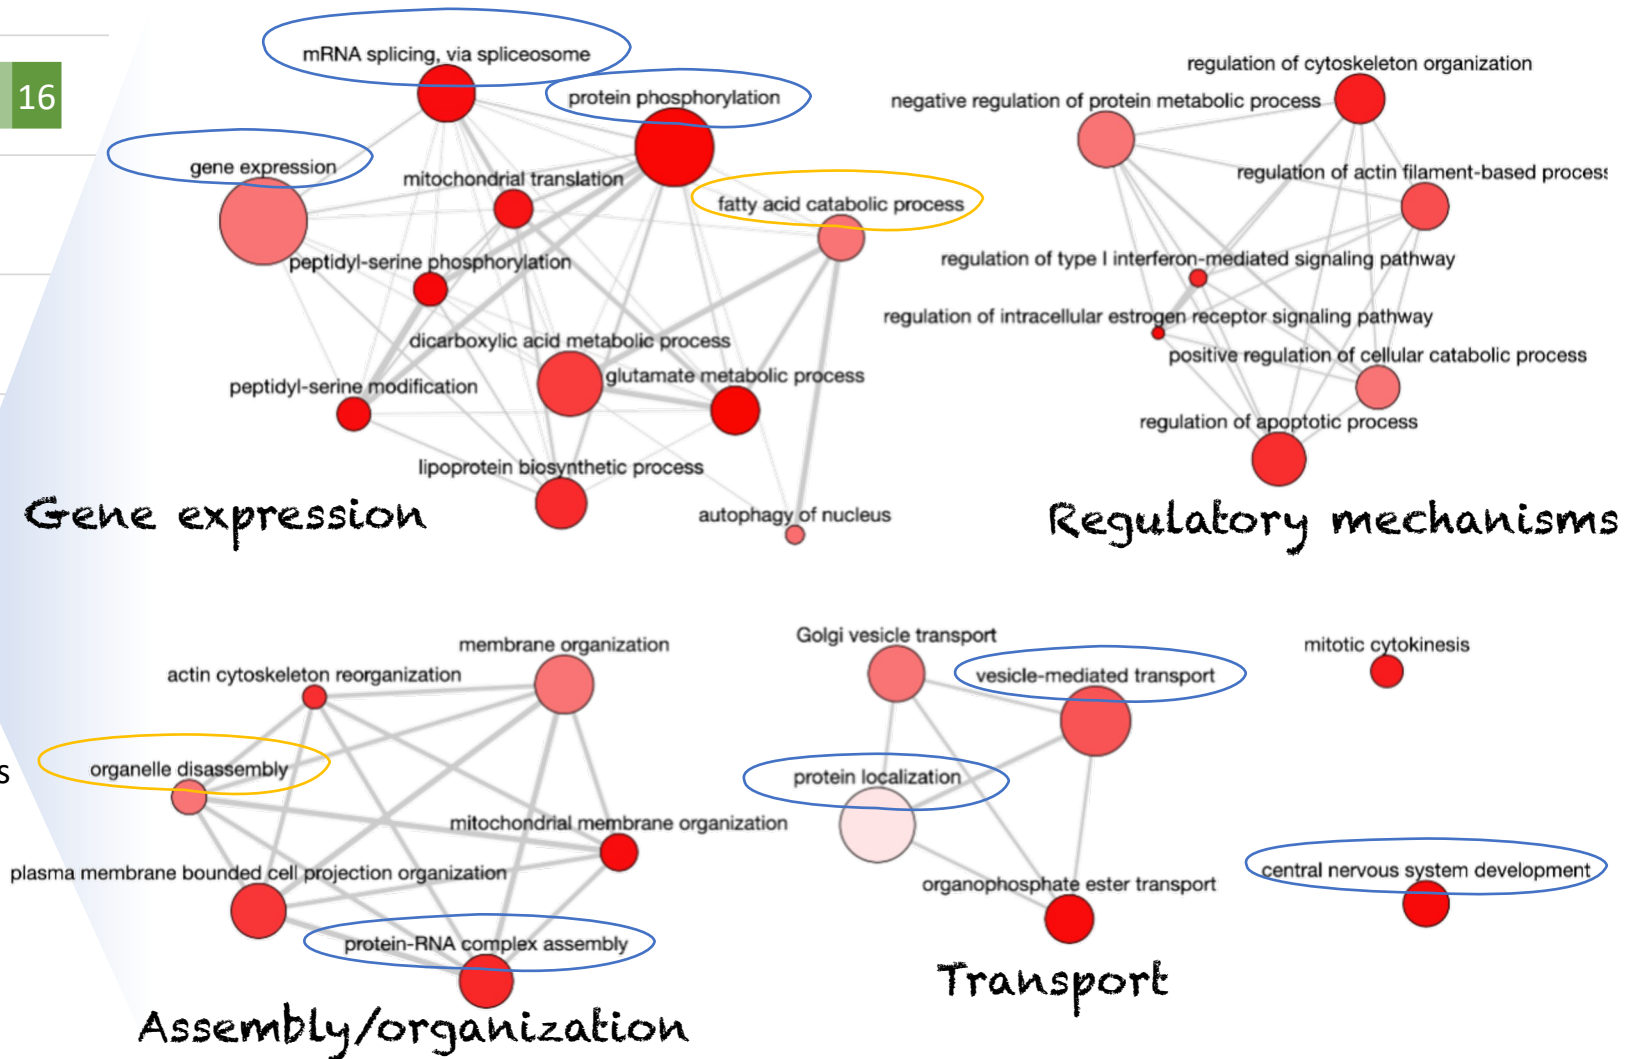 16
mRNA splicing, via spliceosome
protein phosphorylation
gene expression
mitochondrial translation
fatty acid catabolic process
peptidyl-serine phosphorylation
dicarboxylic acid metabolic process
glutamate metabolic process
peptidyl-serine modification
lipoprotein biosynthetic process
autophagy of nucleus
Gene expression
regulation of cytoskeleton organization
negative regulation of protein metabolic process
regulation of actin filament-based process
regulation of type I interferon-mediated signaling pathway
regulation of intracellular estrogen receptor signaling pathway
positive regulation of cellular catabolic process
regulation of apoptotic process
Regulatory mechanisms
membrane organization
actin cytoskeleton reorganization
organelle disassembly
s
mitochondrial membrane organization
plasma membrane bounded cell projection organization
protein-RNA complex assembly
Assembly/organization
Golgi vesicle transport
vesicle-mediated transport
protein localization
organophosphate ester transport
Transport
mitotic cytokinesis
central nervous system development